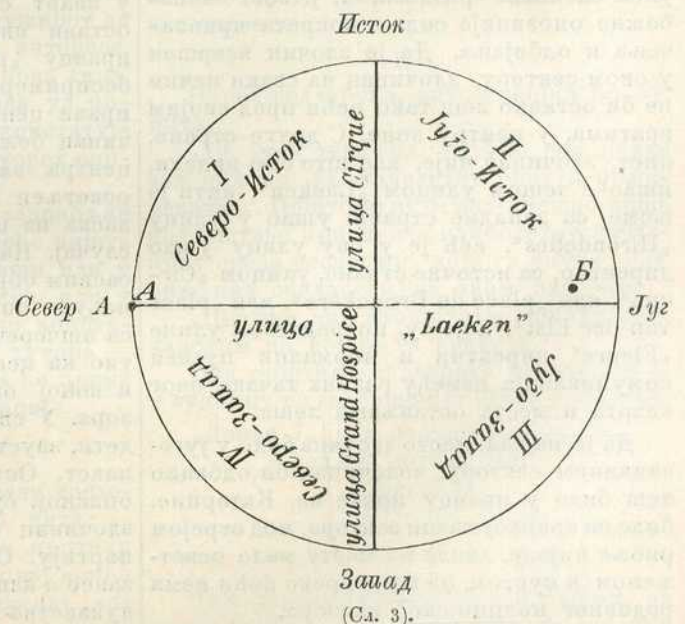 Исток
I
Северо-Исток
II
Југо-Исток
улица Cirque
Север А
А
Б
Југ
улица
„Laeken”
улица Grand Hospice
IV
Северо-Запад
III
Југо-Запад
Запад
(Сл. 3).